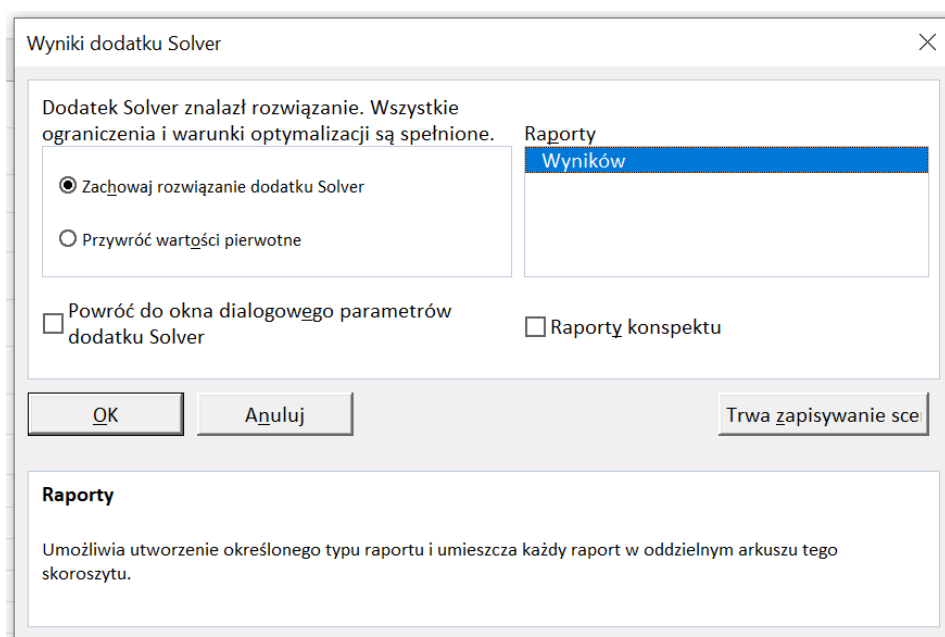 Wyniki dodatku Solver
Dodatek Solver znalazł rozwiązanie. Wszystkie
ograniczenia i warunki optymalizacji są spełnione.
Zachowaj rozwiązanie dodatku Solver
Przywróć wartości pierwotne
Raporty
Wyników
Powróć do okna dialogowego parametrów
dodatku Solver
Raporty konspektu
OK
Anuluj
Trwa zapisywanie sce
Raporty
Umożliwia utworzenie określonego typu raportu i umieszcza każdy raport w oddzielnym arkuszu tego
skoroszytu.